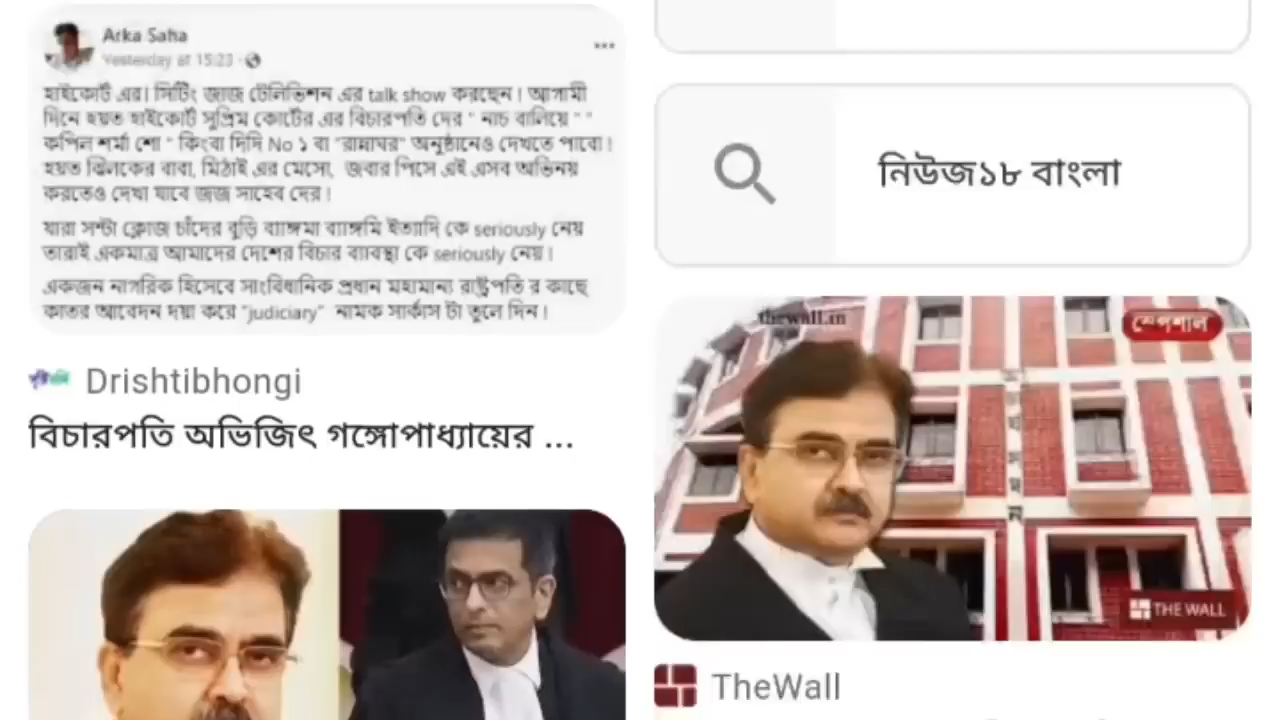 Arka Saha
Yesterday at 15:23
হাইকোর্ট এর। সিটিং জাজ টেলিভিশন এর talk show করছেন। আগামী
দিনে হয়ত হাইকোর্ট সুপ্রিম কোর্টের এর বিচারপতি দের " নাচ বালিয়ে " "
কপিল শর্মা শো " কিংবা দিদি No ১ বা "রান্নাঘর" অনুষ্ঠানেও দেখতে পাবো।
হয়ত ঝিলকের বাবা, মিঠাই এর মেসো, জবার পিসে এই এসব অভিনয়
করতেও দেখা যাবে জজ সাহেব দের।
যারা সন্টা ক্লোজ চাঁদের বুড়ি ব্যাঙ্গমা ব্যাঙ্গমি ইত্যাদি কে seriously নেয়
তারাই একমাত্র আমাদের দেশের বিচার ব্যাবস্থা কে seriously নেয়।
একজন নাগরিক হিসেবে সাংবিধানিক প্রধান মহামান্য রাষ্ট্রপতি র কাছে
কাতর আবেদন দয়া করে "judiciary" নামক সার্কাস টা তুলে দিন।
Drishtibhongi
বিচারপতি অভিজিৎ গঙ্গোপাধ্যায়ের ...
নিউজ১৮ বাংলা
thewall.in
স্পেশাল
THE WALL
TheWall